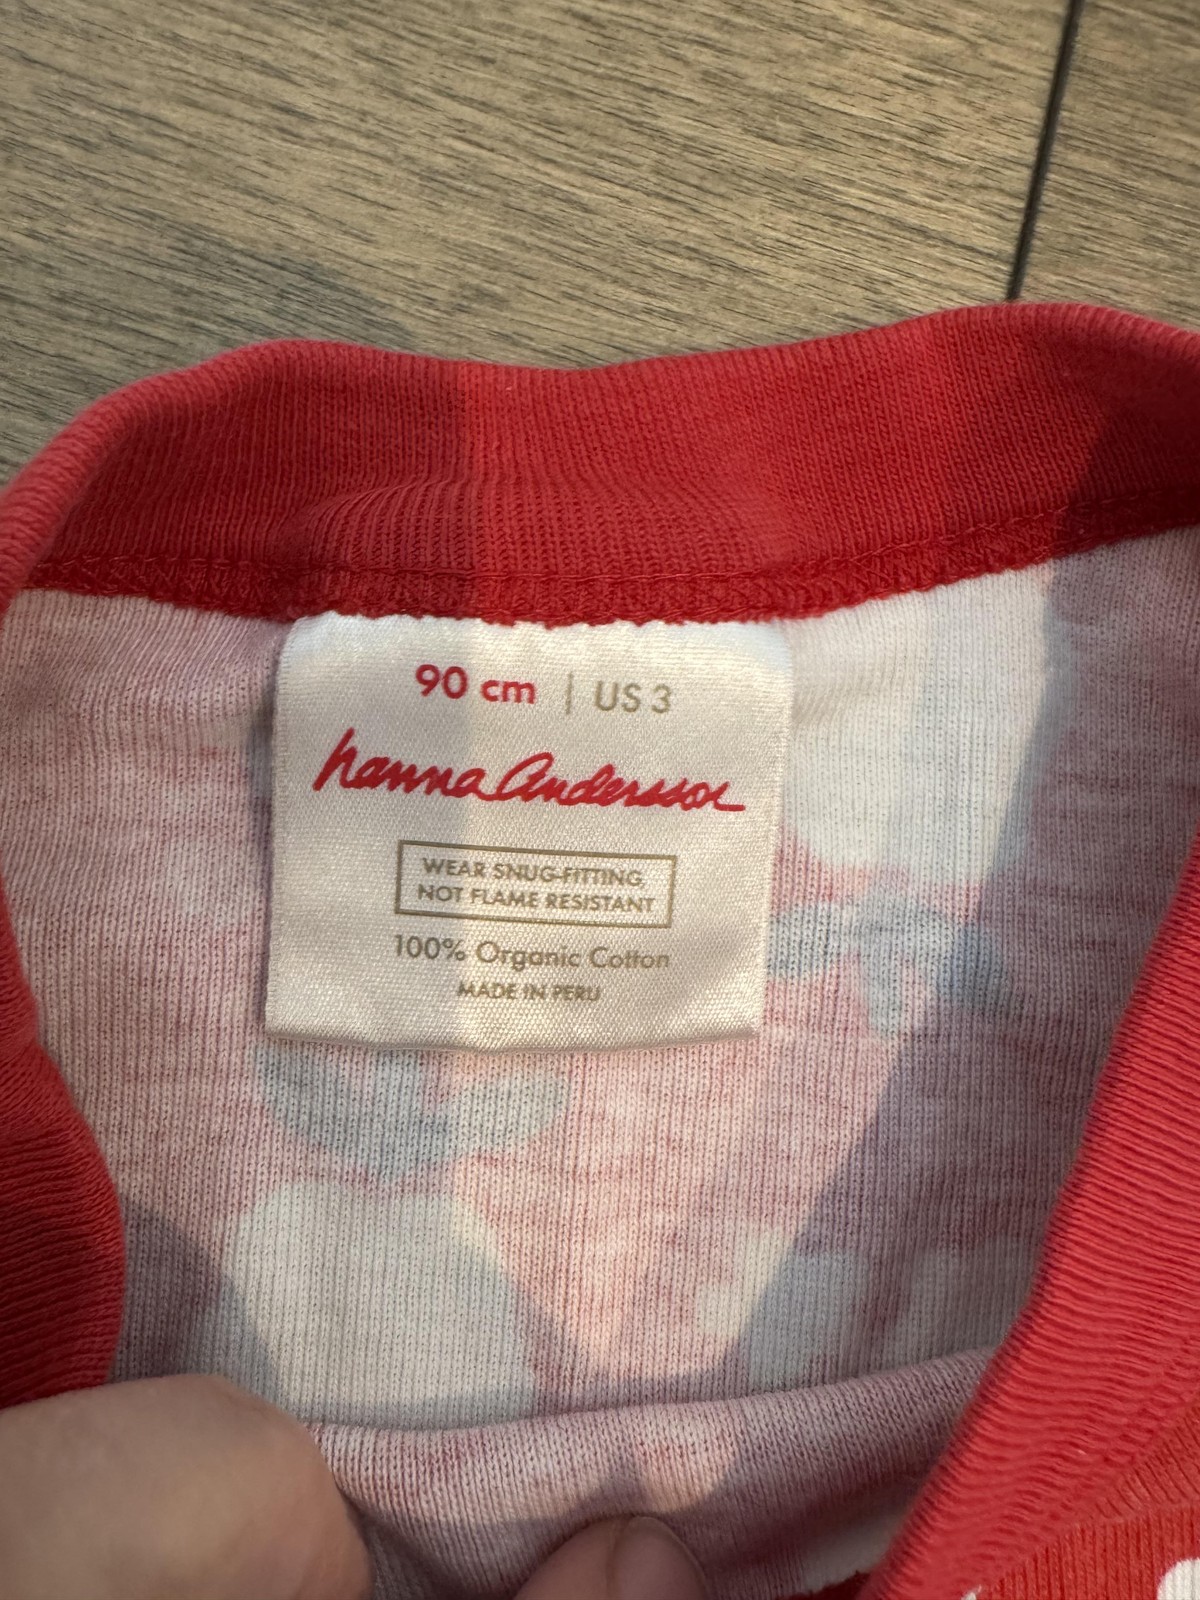 90 cm | US 3
hanna Andersson
WEAR SNUG-FITTING,
NOT FLAME RESISTANT
100% Organic Cotton
MADE IN PERU